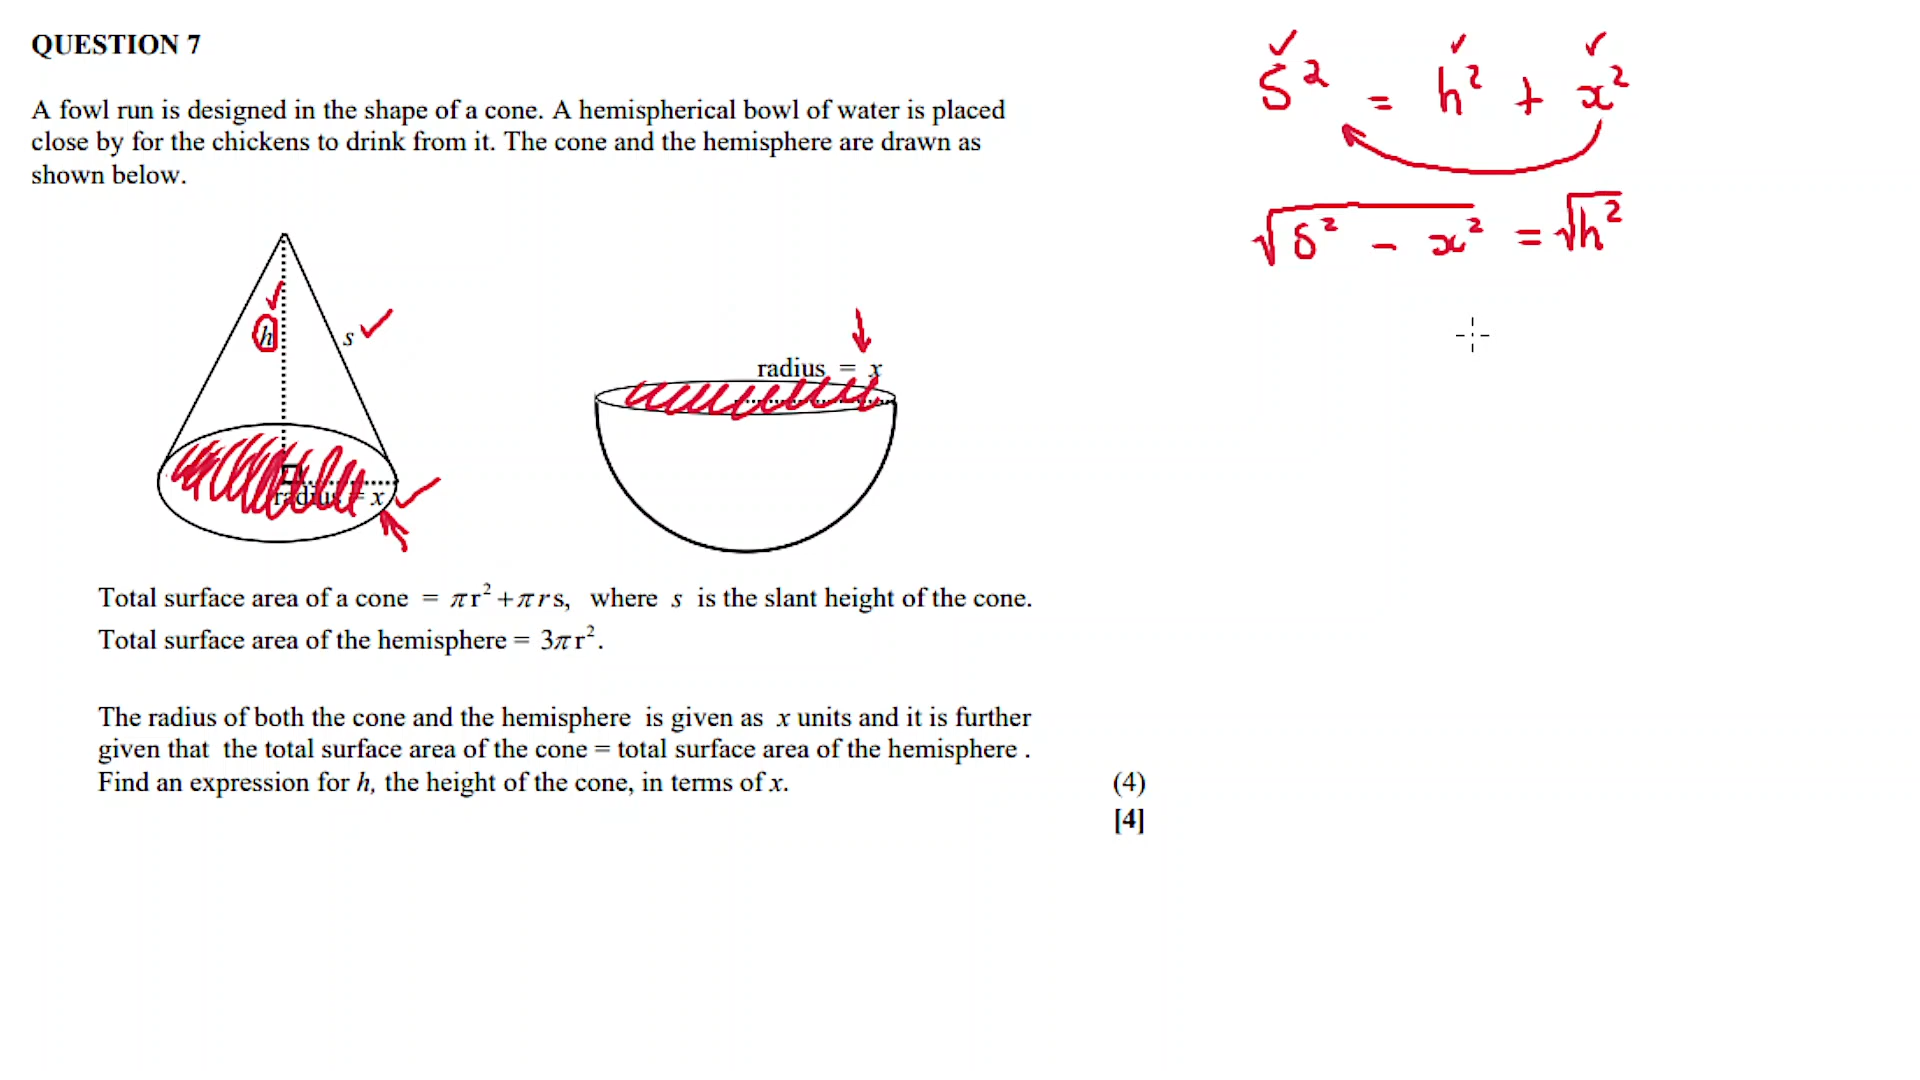 QUESTION 7
A fowl run is designed in the shape of a cone. A hemispherical bowl of water is placed
close by for the chickens to drink from it. The cone and the hemisphere are drawn as
shown below.
s² = h² + x²
√s² - x² = √h²
h
s
radius = x
radius = x
Total surface area of a cone = πr² + πrs, where s is the slant height of the cone.
Total surface area of the hemisphere = 3πr².
The radius of both the cone and the hemisphere is given as x units and it is further
given that the total surface area of the cone = total surface area of the hemisphere .
Find an expression for h, the height of the cone, in terms of x. (4)
[4]